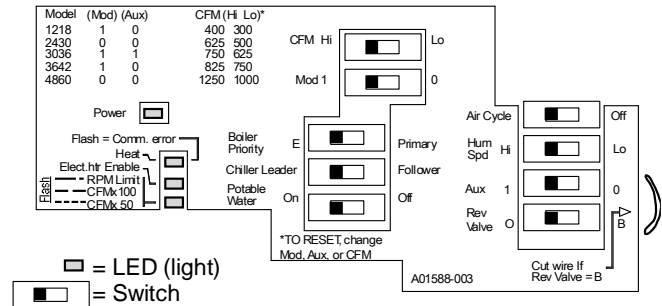 Model (Mod) (Aux) CFM (Hi Lo)*
1218 1 0 400 300
2430 0 0 625 500
3036 1 1 750 625
3642 1 0 825 750
4860 0 0 1250 1000
CFM Hi Lo
Mod 1 0
Power
Flash = Comm. error
Heat
Elect.htr Enable
Flash
RPM Limit
CFMx100
CFMx 50
Boiler Priority E Primary
Chiller Leader Follower
Potable Water On Off
*TO RESET, change
Mod, Aux, or CFM
Air Cycle Off
Hum Spd Hi Lo
Aux 1 0
Rev Valve O B
Cut wire If
Rev Valve = B
A01588-003
= LED (light)
= Switch